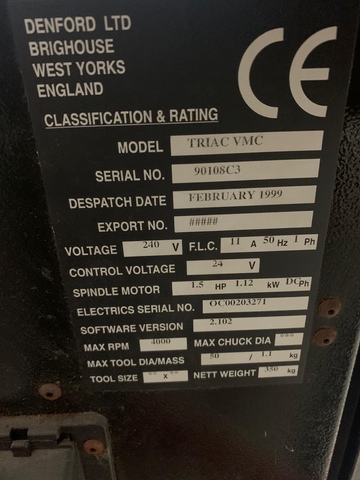 DENFORD LTD
BRIGHOUSE
WEST YORKS
ENGLAND
CE
CLASSIFICATION & RATING
MODEL TRIAC VMC
SERIAL NO. 90108C3
DESPATCH DATE FEBRUARY 1999
EXPORT NO. #####
VOLTAGE 240 V F.L.C. 11 A 50 Hz 1 Ph
CONTROL VOLTAGE 24 V
SPINDLE MOTOR 1.5 HP 1.12 kW DC Ph
ELECTRICS SERIAL NO. OC00203271
SOFTWARE VERSION 2.102
MAX RPM 4000 MAX CHUCK DIA ***
MAX TOOL DIA/MASS 50 / 1.1 kg
TOOL SIZE ** x ** NETT WEIGHT 350 kg